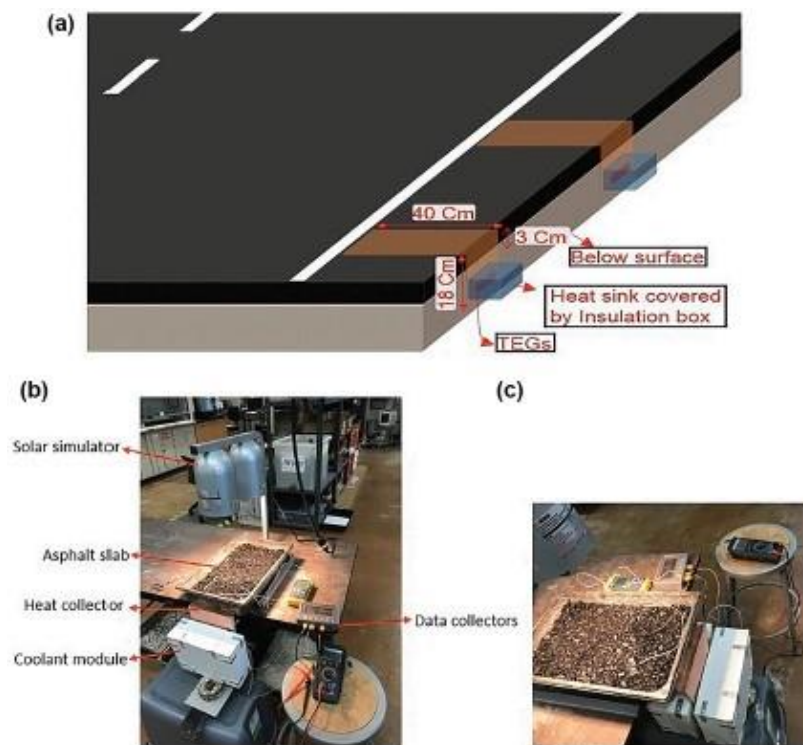 (a)
40 Cm
3 Cm
Below surface
18 Cm
Heat sink covered
by Insulation box
TEGs
(b)
(c)
Solar simulator
Asphalt slab
Heat collector
Data collectors
Coolant module